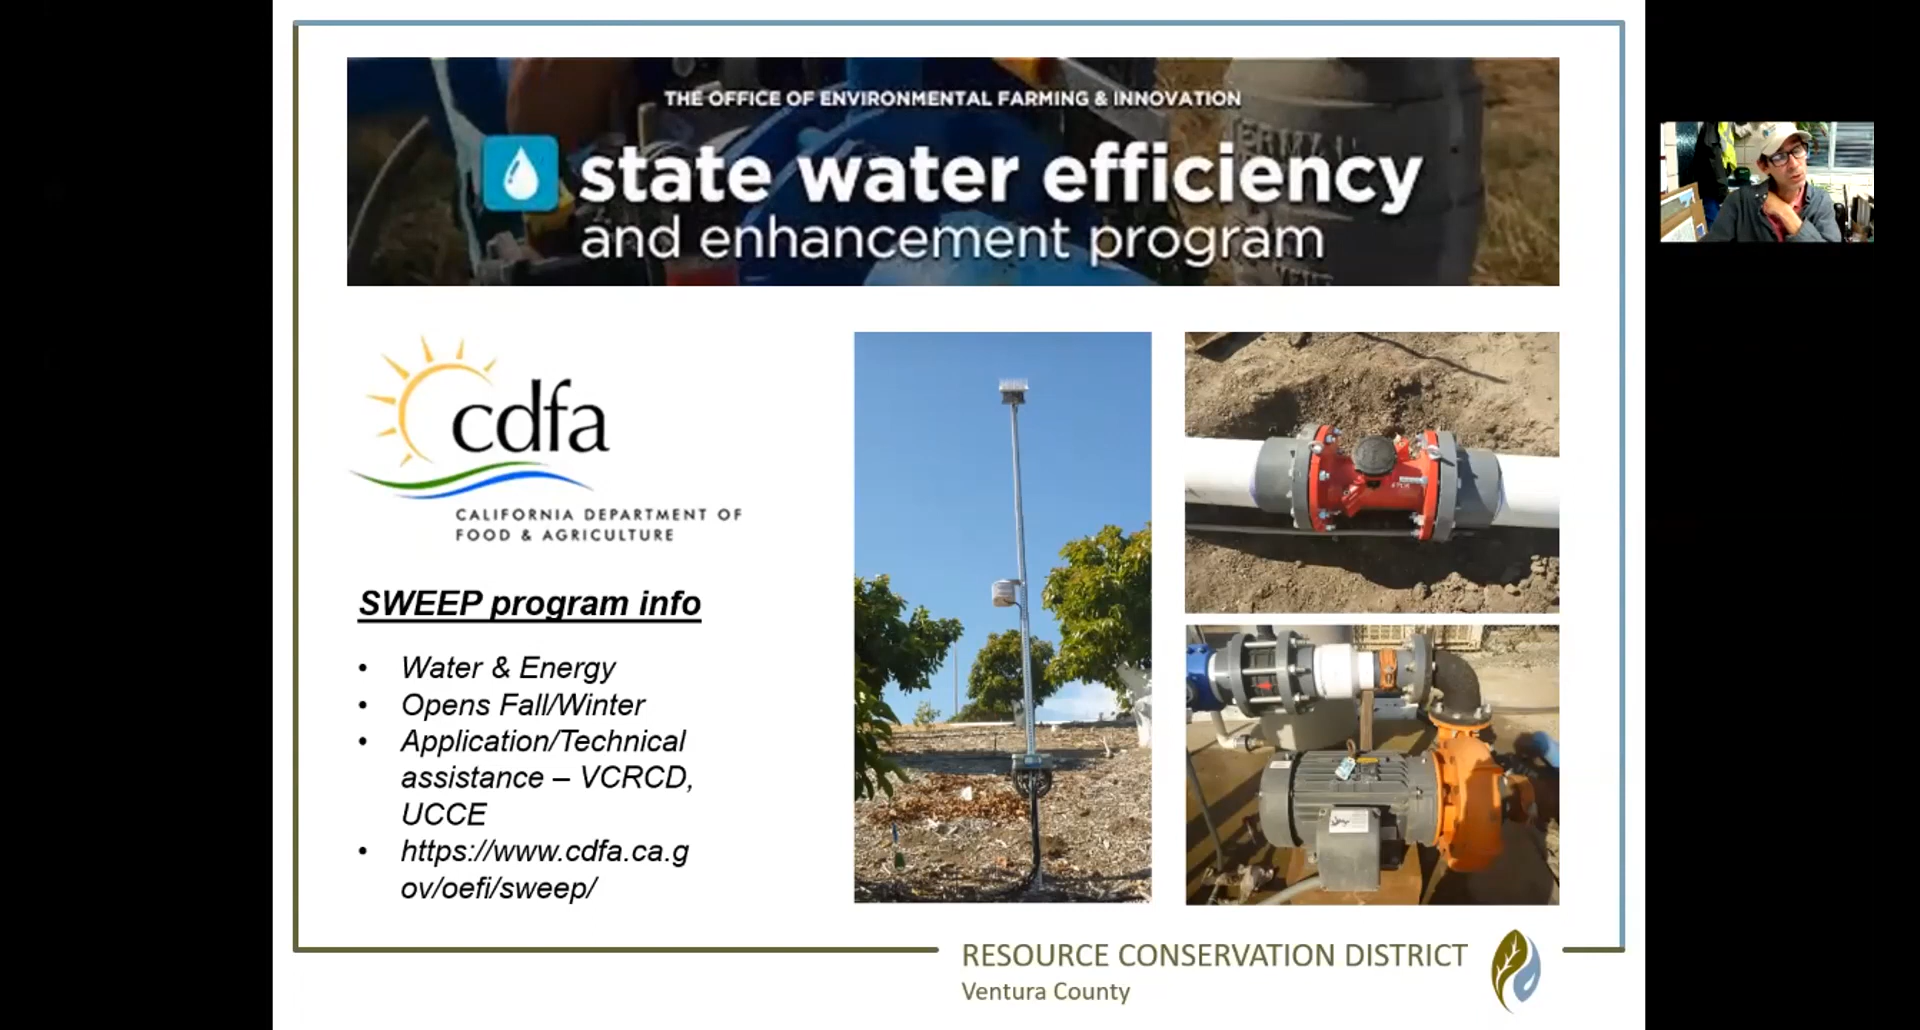 THE OFFICE OF ENVIRONMENTAL FARMING & INNOVATION
state water efficiency
and enhancement program
cdfa
CALIFORNIA DEPARTMENT OF
FOOD & AGRICULTURE
SWEEP program info
• Water & Energy
• Opens Fall/Winter
• Application/Technical
assistance – VCRCD,
UCCE
• https://www.cdfa.ca.g
ov/oefi/sweep/
RESOURCE CONSERVATION DISTRICT
Ventura County